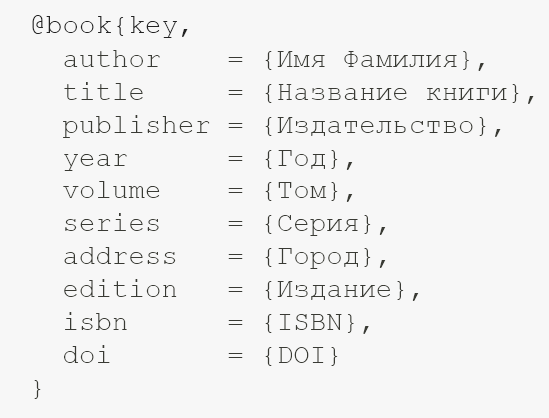 @book{key,
  author    = {Имя Фамилия},
  title     = {Название книги},
  publisher = {Издательство},
  year      = {Год},
  volume    = {Том},
  series    = {Серия},
  address   = {Город},
  edition   = {Издание},
  isbn      = {ISBN},
  doi       = {DOI}
}